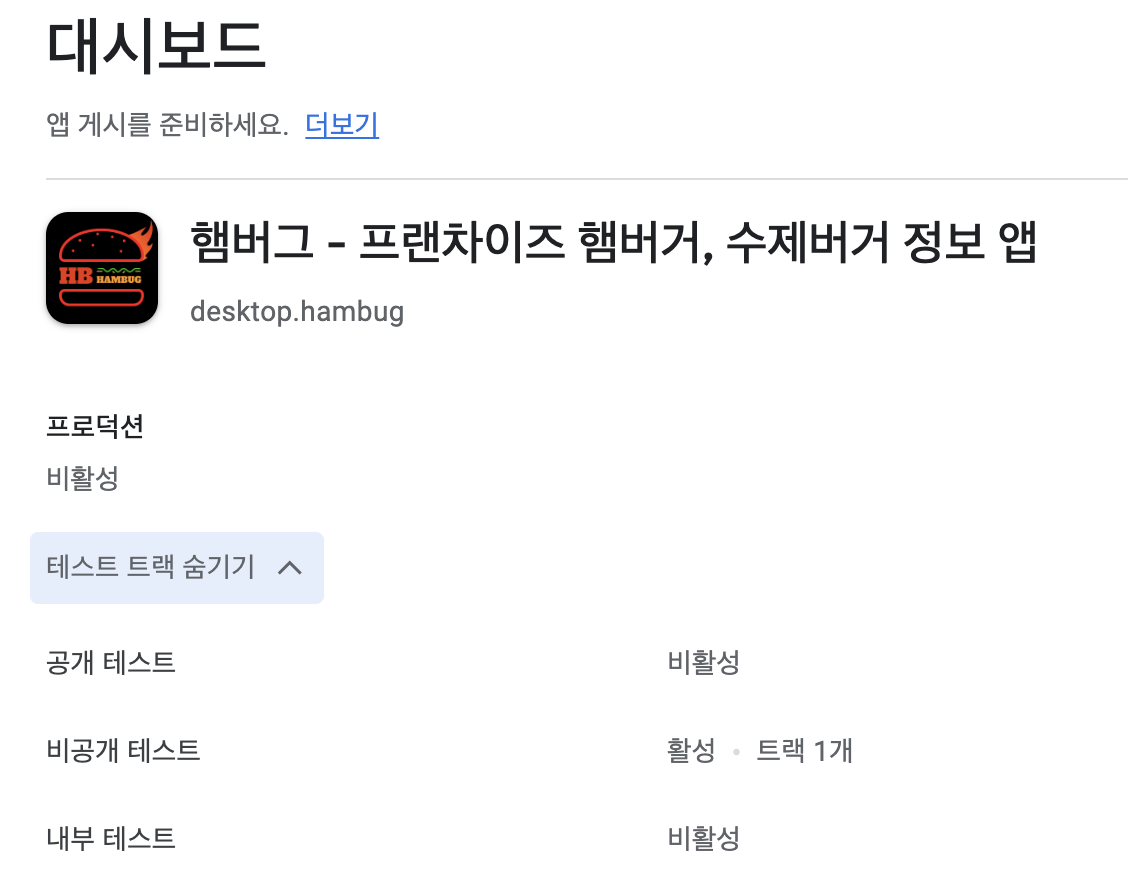 대시보드
앱 게시를 준비하세요. 더보기
HB HAMBUG
햄버그 - 프랜차이즈 햄버거, 수제버거 정보 앱
desktop.hambug
프로덕션
비활성
테스트 트랙 숨기기
공개 테스트 비활성
비공개 테스트 활성 • 트랙 1개
내부 테스트 비활성